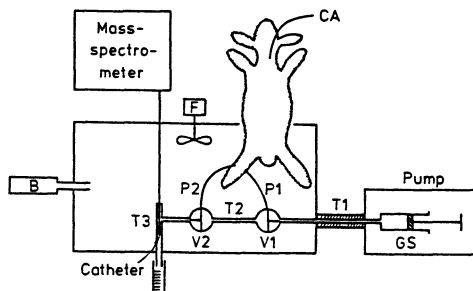 Mass-
spectro-
meter
CA
F
B
P2
P1
T2
T1
T3
V2
V1
Pump
GS
Catheter